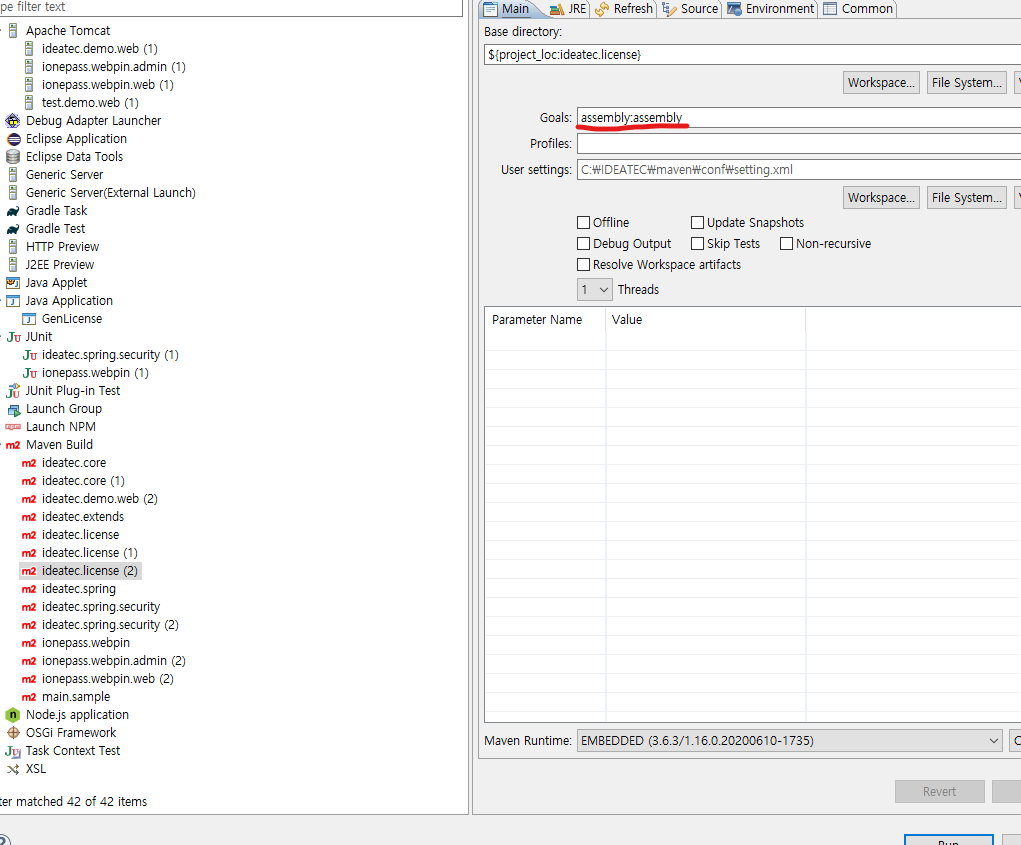 pe filter text
Apache Tomcat
ideatec.demo.web (1)
ionepass.webpin.admin (1)
ionepass.webpin.web (1)
test.demo.web (1)
Debug Adapter Launcher
Eclipse Application
Eclipse Data Tools
Generic Server
Generic Server(External Launch)
Gradle Task
Gradle Test
HTTP Preview
J2EE Preview
Java Applet
Java Application
GenLicense
JUnit
ideatec.spring.security (1)
ionepass.webpin (1)
JUnit Plug-in Test
Launch Group
Launch NPM
Maven Build
ideatec.core
ideatec.core (1)
ideatec.demo.web (2)
ideatec.extends
ideatec.license
ideatec.license (1)
ideatec.license (2)
ideatec.spring
ideatec.spring.security
ideatec.spring.security (2)
ionepass.webpin
ionepass.webpin.admin (2)
ionepass.webpin.web (2)
main.sample
Node.js application
OSGi Framework
Task Context Test
XSL
ter matched 42 of 42 items
Main JRE Refresh Source Environment Common
Base directory:
${project_loc:ideatec.license}
Workspace... File System...
Goals: assembly:assembly
Profiles:
User settings: C:₩IDEATEC₩maven₩conf₩setting.xml
Workspace... File System...
Offline Update Snapshots
Debug Output Skip Tests Non-recursive
Resolve Workspace artifacts
1 Threads
Parameter Name Value
Maven Runtime: EMBEDDED (3.6.3/1.16.0.20200610-1735)
Revert
Run